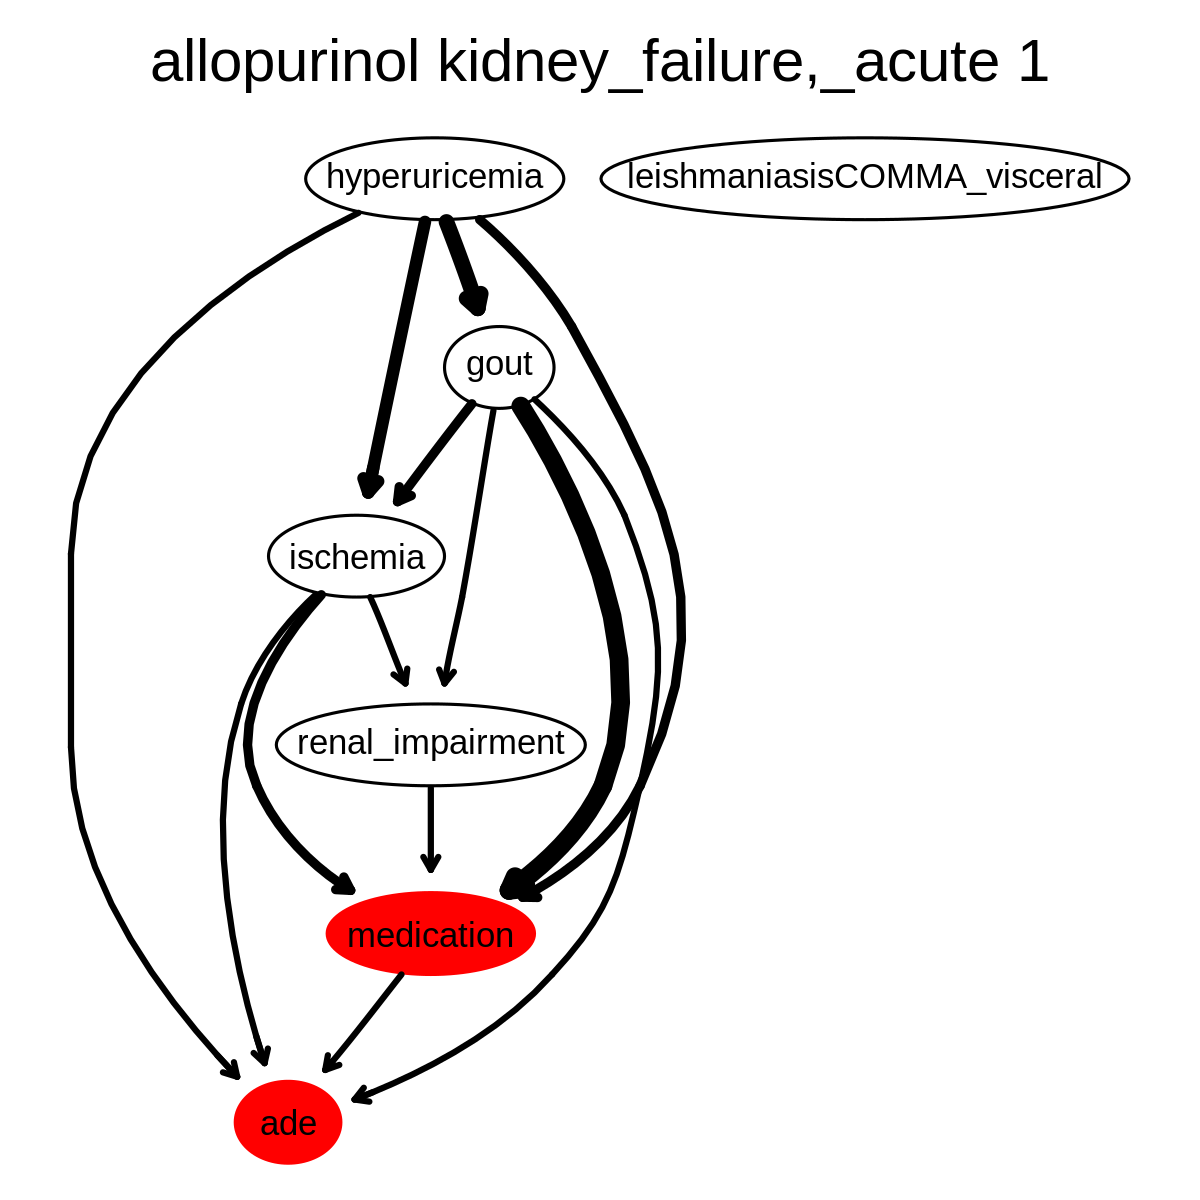 allopurinol kidney_failure,_acute 1
hyperuricemia
leishmaniasisCOMMA_visceral
gout
ischemia
renal_impairment
medication
ade